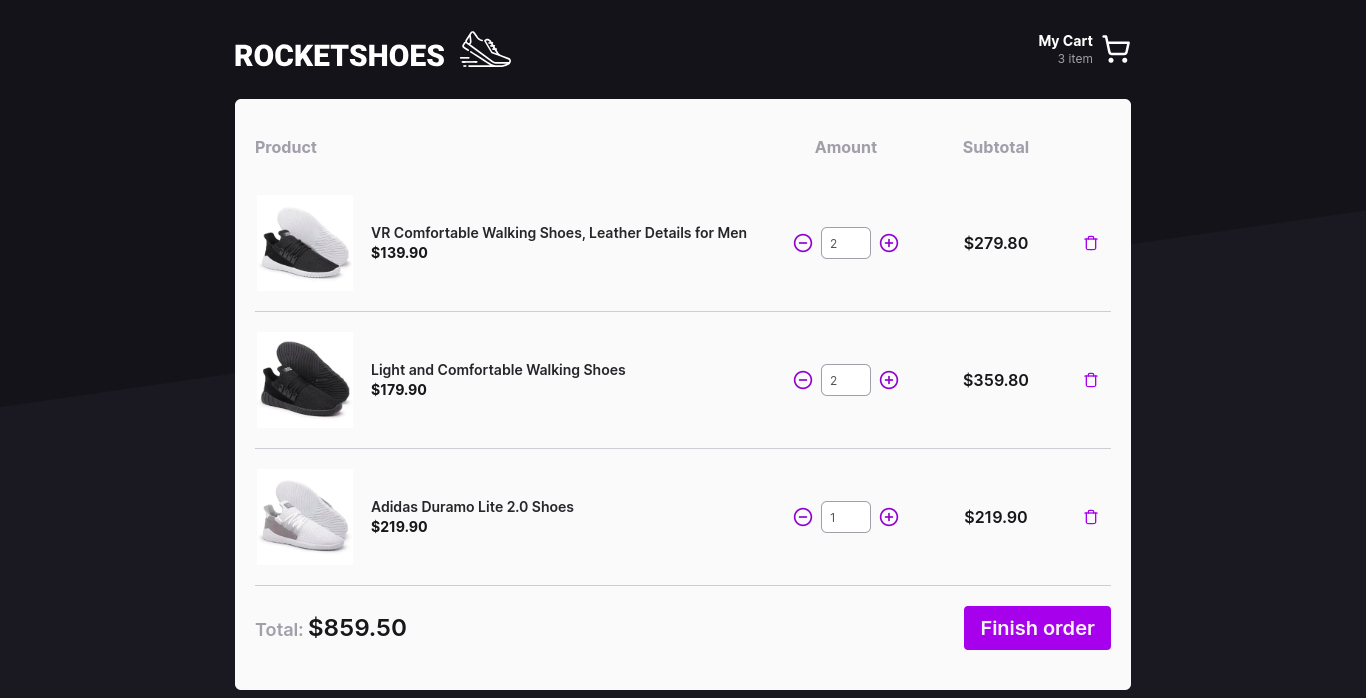 ROCKETSHOES
My Cart
3 item
Product Amount Subtotal
VR Comfortable Walking Shoes, Leather Details for Men
$139.90
2
$279.80
Light and Comfortable Walking Shoes
$179.90
2
$359.80
Adidas Duramo Lite 2.0 Shoes
$219.90
1
$219.90
Total: $859.50
Finish order